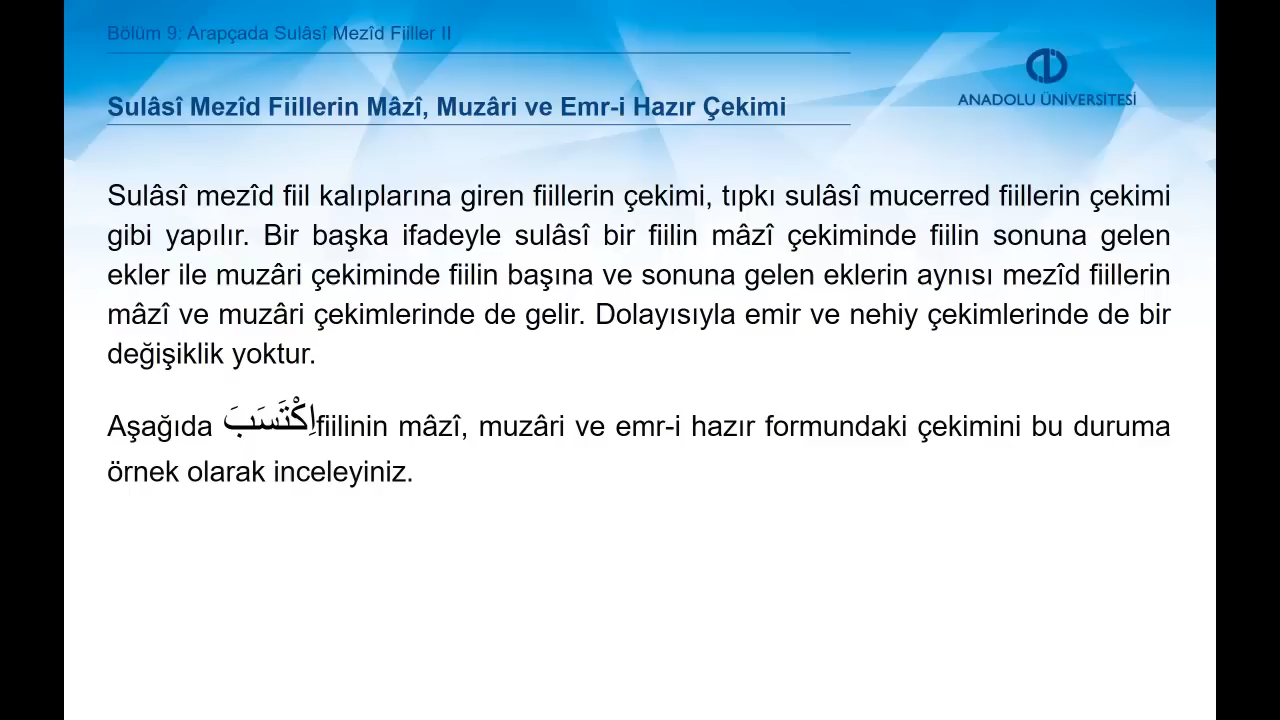 Bölüm 9: Arapçada Sulâsî Mezîd Fiiller II
ANADOLU ÜNİVERSİTESİ
Sulâsî Mezîd Fiillerin Mâzî, Muzâri ve Emr-i Hazır Çekimi
Sulâsî mezîd fiil kalıplarına giren fiillerin çekimi, tıpkı sulâsî mucerred fiillerin çekimi
gibi yapılır. Bir başka ifadeyle sulâsî bir fiilin mâzî çekiminde fiilin sonuna gelen
ekler ile muzâri çekiminde fiilin başına ve sonuna gelen eklerin aynısı mezîd fiillerin
mâzî ve muzâri çekimlerinde de gelir. Dolayısıyla emir ve nehiy çekimlerinde de bir
değişiklik yoktur.
Aşağıda اِكْتَسَبَ fiilinin mâzî, muzâri ve emr-i hazır formundaki çekimini bu duruma
örnek olarak inceleyiniz.